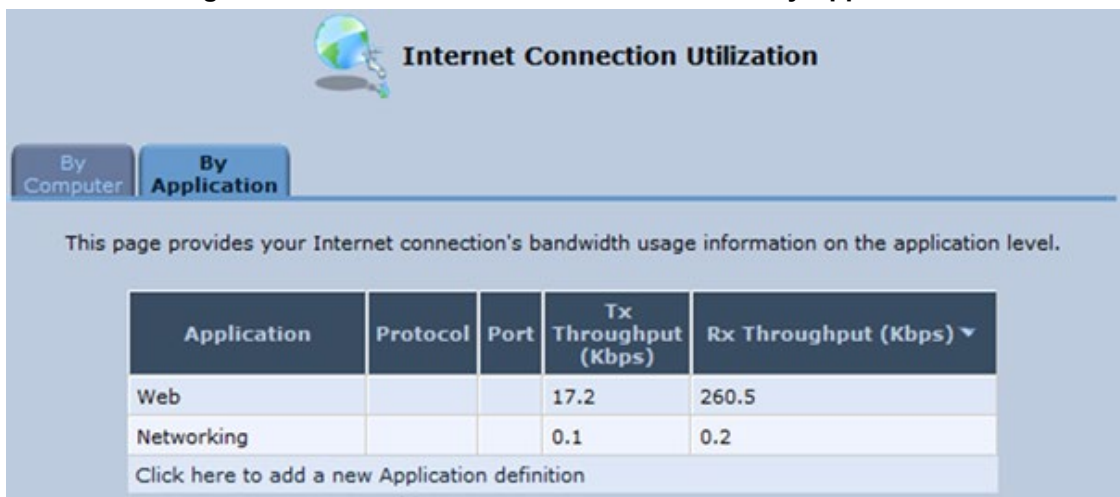 Internet Connection Utilization
By
Computer
By
Application
This page provides your Internet connection's bandwidth usage information on the application level.
Application Protocol Port Tx Throughput (Kbps) Rx Throughput (Kbps)
Web 17.2 260.5
Networking 0.1 0.2
Click here to add a new Application definition